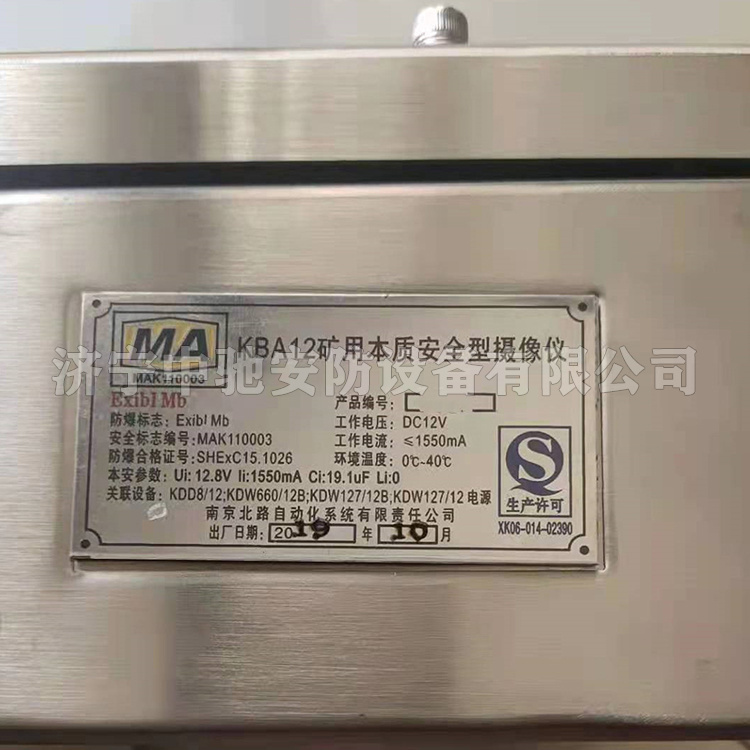 MA
MAK110003
KBA12矿用本质安全型摄像仪
济宁中驰安防设备有限公司
ExibⅠ Mb
产品编号:
防爆标志: ExibⅠ Mb
工作电压: DC12V
安全标志编号: MAK110003
工作电流: ≤1550mA
防爆合格证号: SHExC15.1026
环境温度: 0℃-40℃
本安参数: Ui: 12.8V Ii:1550mA Ci:19.1uF Li:0
关联设备: KDD8/12;KDW660/12B;KDW127/12B;KDW127/12 电源
南京北路自动化系统有限责任公司
出厂日期: 2019 年 10 月
生产许可
XK06-014-02390